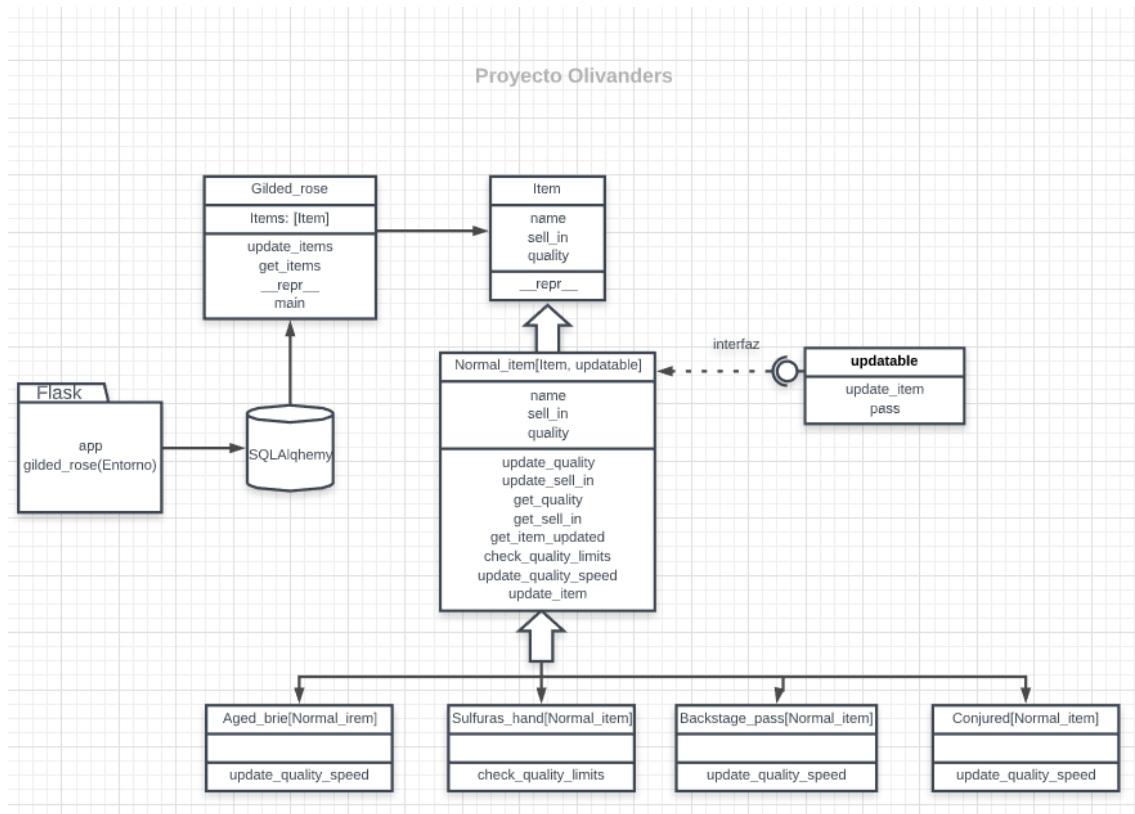 Proyecto Olivanders
Gilded_rose
Items: [Item]
update_items
get_items
__repr__
main
Item
name
sell_in
quality
__repr__
Flask
app
gilded_rose(Entorno)
SQLAlqhemy
Normal_item[Item, updatable]
name
sell_in
quality
update_quality
update_sell_in
get_quality
get_sell_in
get_item_updated
check_quality_limits
update_quality_speed
update_item
interfaz
updatable
update_item
pass
Aged_brie[Normal_irem]
update_quality_speed
Sulfuras_hand[Normal_item]
check_quality_limits
Backstage_pass[Normal_item]
update_quality_speed
Conjured[Normal_item]
update_quality_speed